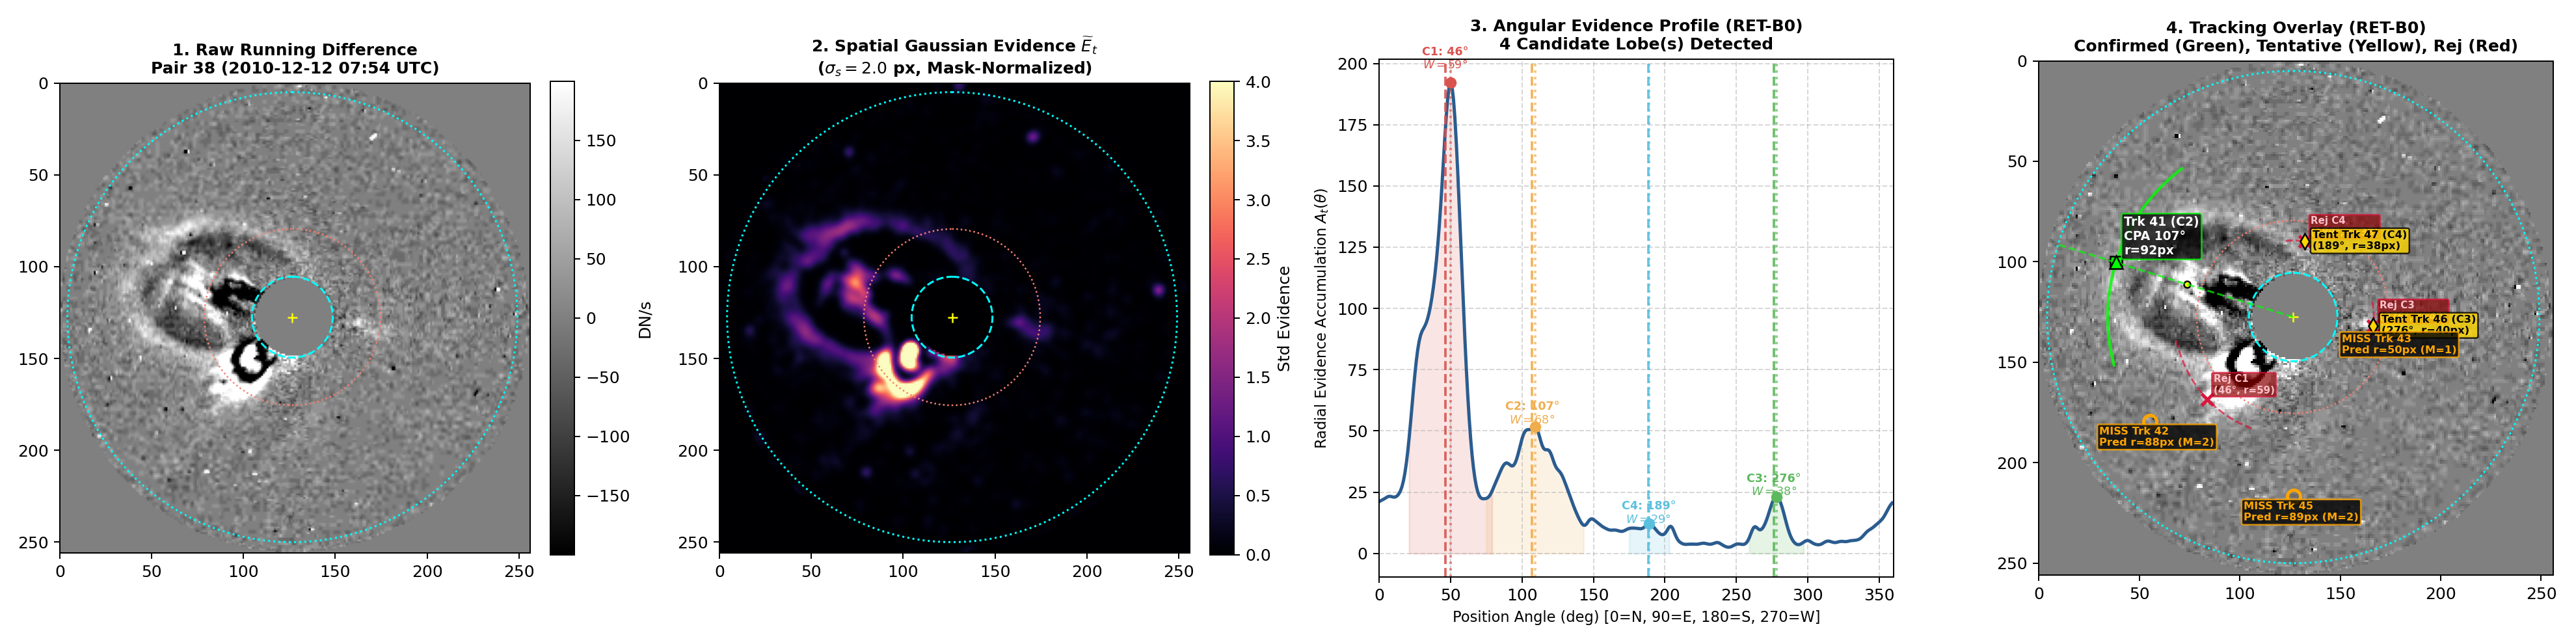 1. Raw Running Difference
Pair 38 (2010-12-12 07:54 UTC)
0
50
100
150
200
250
0
50
100
150
200
250
150
100
50
0
−50
−100
−150
DN/s
2. Spatial Gaussian Evidence Ẽ_t
(σ_s = 2.0 px, Mask-Normalized)
0
50
100
150
200
250
0
50
100
150
200
250
4.0
3.5
3.0
2.5
2.0
1.5
1.0
0.5
0.0
Std Evidence
3. Angular Evidence Profile (RET-B0)
4 Candidate Lobe(s) Detected
C1: 46°
W=59°
C2: 107°
W=68°
C4: 189°
W=29°
C3: 276°
W=38°
200
175
150
125
100
75
50
25
0
Radial Evidence Accumulation A_t(θ)
0
50
100
150
200
250
300
350
Position Angle (deg) [0=N, 90=E, 180=S, 270=W]
4. Tracking Overlay (RET-B0)
Confirmed (Green), Tentative (Yellow), Rej (Red)
0
50
100
150
200
250
0
50
100
150
200
250
Trk 41 (C2)
CPA 107°
r=92px
Rej C4
Tent Trk 47 (C4)
(189°, r=38px)
Rej C3
Tent Trk 46 (C3)
(276°, r=40px)
MISS Trk 43
Pred r=50px (M=1)
Rej C1
(46°, r=59)
MISS Trk 42
Pred r=88px (M=2)
MISS Trk 45
Pred r=89px (M=2)